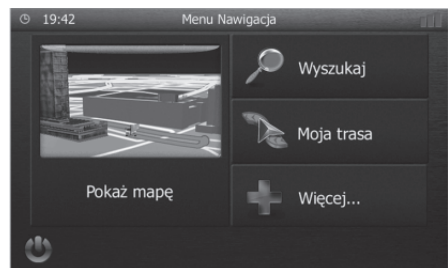 19:42
Menu Nawigacja
Wyszukaj
Moja trasa
Pokaż mapę
Więcej...